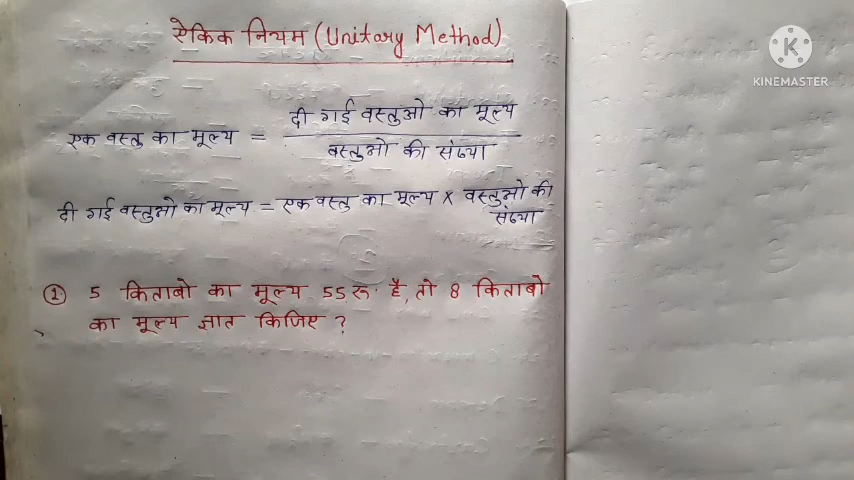 ऐकिक नियम (Unitary Method)
KINEMASTER
एक वस्तु का मूल्य = दी गई वस्तुओ का मूल्य
वस्तुओ की संख्या
दी गई वस्तुओ का मूल्य = एक वस्तु का मूल्य x वस्तुओ की
संख्या
① 5 किताबो का मूल्य 55 रू. है, तो 8 किताबो
का मूल्य ज्ञात किजिए ?